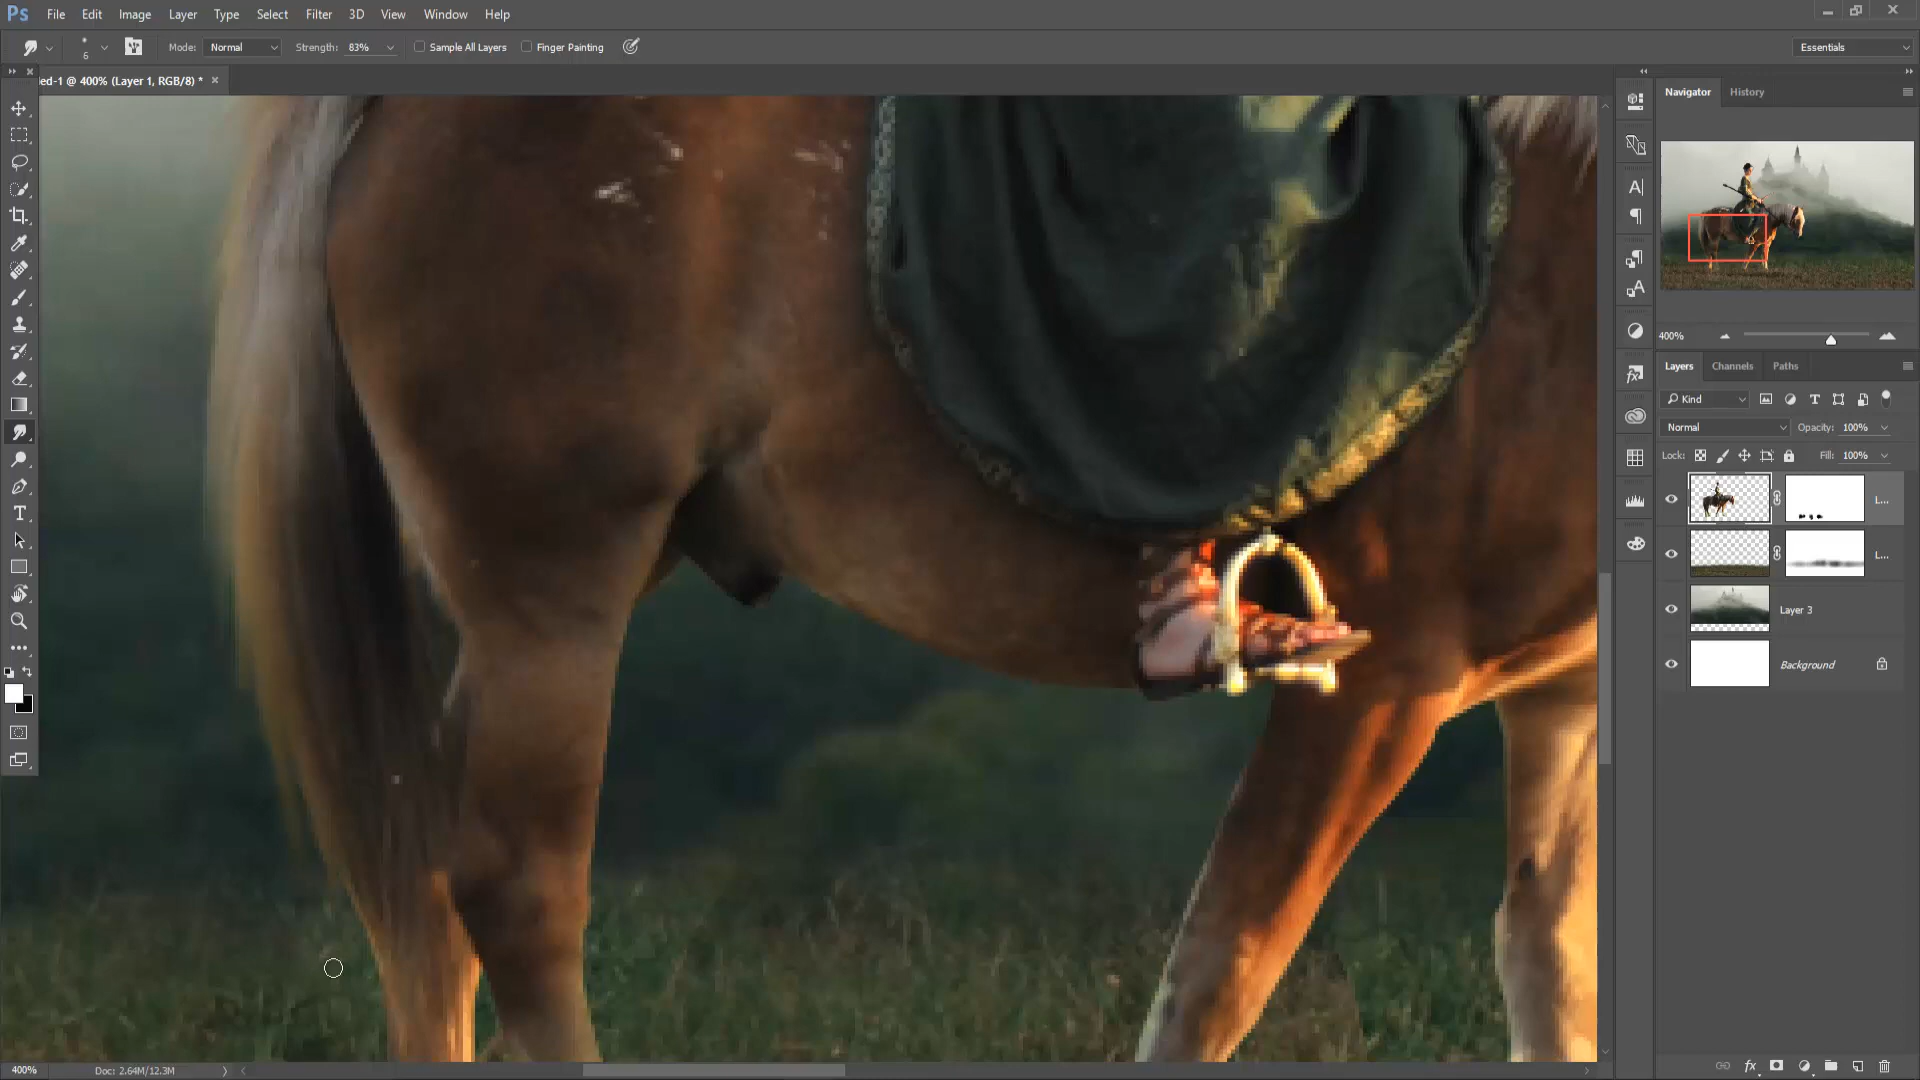 Ps File Edit Image Layer Type Select Filter 3D View Window Help
6 Mode: Normal Strength: 83% Sample All Layers Finger Painting Essentials
ed-1 @ 400% (Layer 1, RGB/8) *
Navigator History
400%
Layers Channels Paths
Kind
Normal Opacity: 100%
Lock: Fill: 100%
L...
L...
Layer 3
Background
400% Doc: 2.64M/12.3M